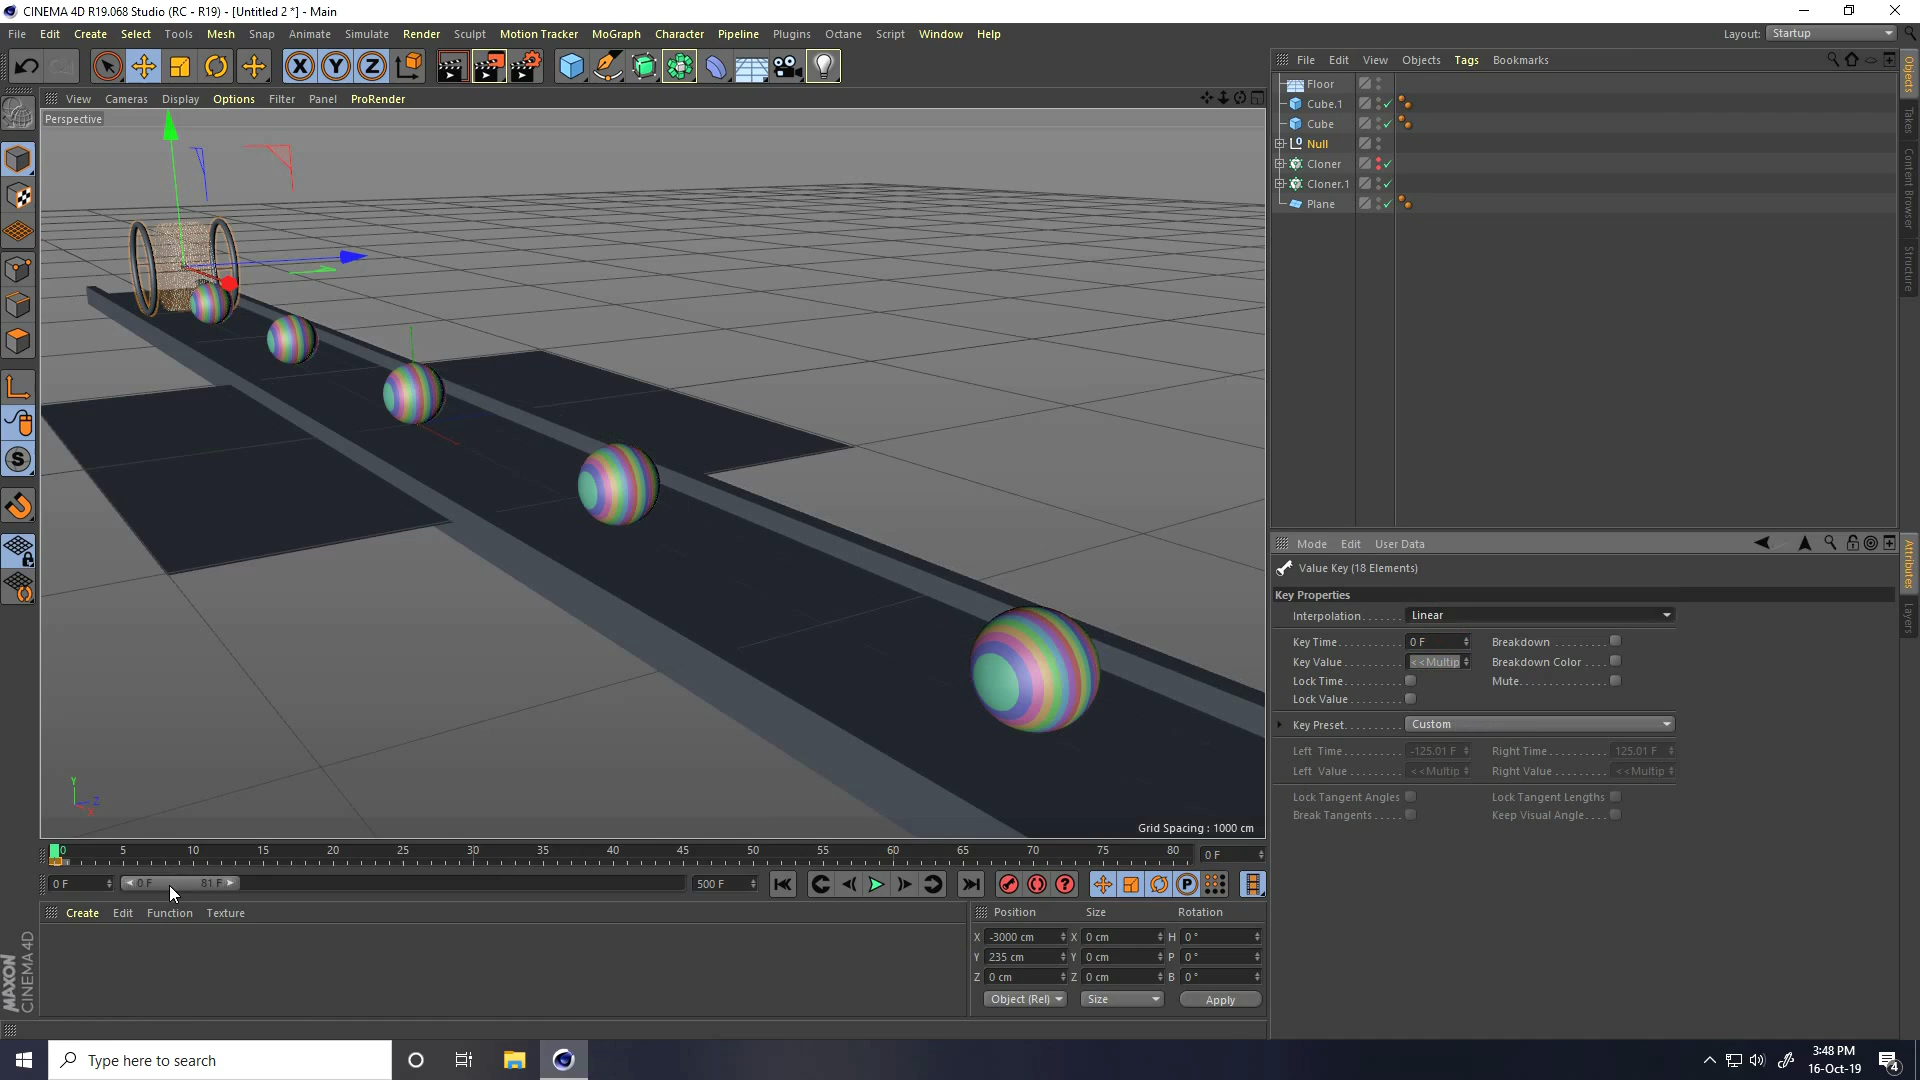 CINEMA 4D R19.068 Studio (RC - R19) - [Untitled 2 *] - Main
File Edit Create Select Tools Mesh Snap Animate Simulate Render Sculpt Motion Tracker MoGraph Character Pipeline Plugins Octane Script Window Help Layout: Startup
X Y Z
File Edit View Objects Tags Bookmarks
View Cameras Display Options Filter Panel ProRender
Perspective
Floor
Cube.1
Cube
Null
Cloner
Cloner.1
Plane
Objects
Takes
Content Browser
Structure
Mode Edit User Data
Value Key (18 Elements)
Key Properties
Interpolation...... Linear
Key Time......... 0 F Breakdown
Key Value......... <<Multip Breakdown Color
Lock Time......... Mute
Lock Value.........
Key Preset......... Custom
Left Time......... -125.01 F Right Time......... 125.01 F
Left Value......... <<Multip Right Value......... <<Multip
Lock Tangent Angles Lock Tangent Lengths
Break Tangents...... Keep Visual Angle....
Attributes
Layers
Y
Z
X
Grid Spacing : 1000 cm
0 5 10 15 20 25 30 35 40 45 50 55 60 65 70 75 80 0 F
0 F 0 F 81 F 500 F
P
Create Edit Function Texture
Position Size Rotation
X -3000 cm X 0 cm H 0 °
Y 235 cm Y 0 cm P 0 °
Z 0 cm Z 0 cm B 0 °
Object (Rel) Size Apply
MAXON
CINEMA 4D
Type here to search
3:48 PM
16-Oct-19
4